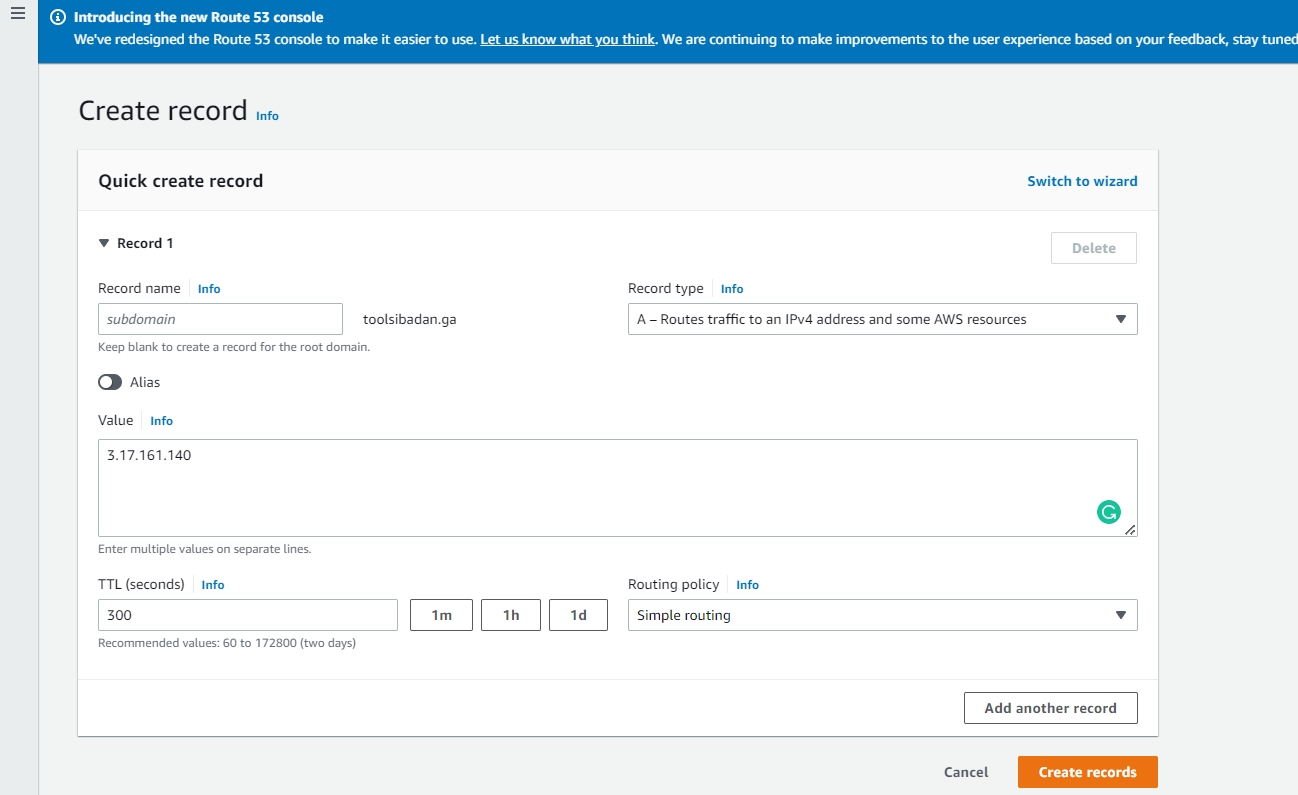 Introducing the new Route 53 console
We've redesigned the Route 53 console to make it easier to use. Let us know what you think. We are continuing to make improvements to the user experience based on your feedback, stay tuned
Create record Info
Quick create record
Switch to wizard
Record 1
Delete
Record name Info
Record type Info
subdomain
toolsibadan.ga
A – Routes traffic to an IPv4 address and some AWS resources
Keep blank to create a record for the root domain.
Alias
Value Info
3.17.161.140
Enter multiple values on separate lines.
TTL (seconds) Info
Routing policy Info
300
1m
1h
1d
Simple routing
Recommended values: 60 to 172800 (two days)
Add another record
Cancel
Create records